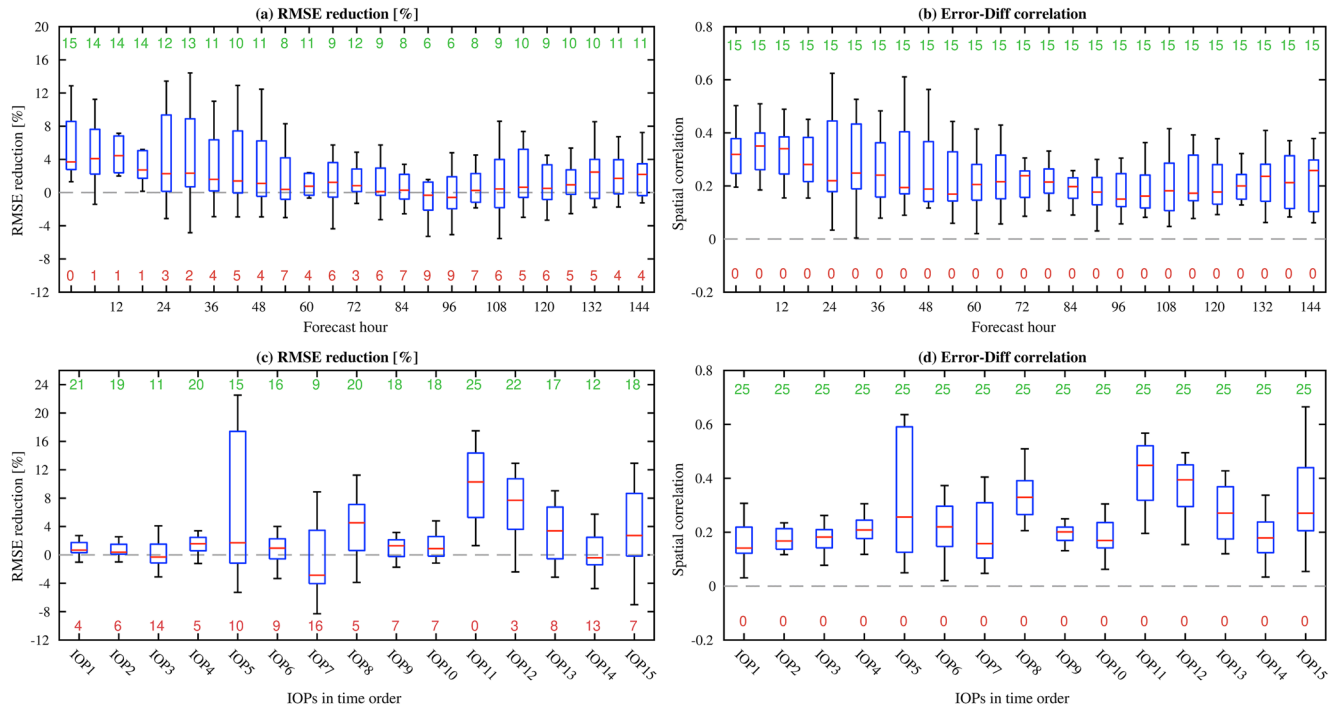 (a) RMSE reduction [%]
20
16
12
8
4
0
-4
-8
-12
RMSE reduction [%]
15 14 14 14 12 13 11 10 11 8 11 9 12 9 8 6 6 8 9 10 9 10 10 11 11
0 1 1 1 3 2 4 5 4 7 4 6 3 6 7 9 9 7 6 5 6 5 5 4 4
12 24 36 48 60 72 84 96 108 120 132 144
Forecast hour
(b) Error-Diff correlation
0.8
0.6
0.4
0.2
0
-0.2
Spatial correlation
15 15 15 15 15 15 15 15 15 15 15 15 15 15 15 15 15 15 15 15 15 15 15 15 15
0 0 0 0 0 0 0 0 0 0 0 0 0 0 0 0 0 0 0 0 0 0 0 0 0
12 24 36 48 60 72 84 96 108 120 132 144
Forecast hour
(c) RMSE reduction [%]
24
20
16
12
8
4
0
-4
-8
-12
RMSE reduction [%]
21 19 11 20 15 16 9 20 18 18 25 22 17 12 18
4 6 14 5 10 9 16 5 7 7 0 3 8 13 7
IOP1 IOP2 IOP3 IOP4 IOP5 IOP6 IOP7 IOP8 IOP9 IOP10 IOP11 IOP12 IOP13 IOP14 IOP15
IOPs in time order
(d) Error-Diff correlation
0.8
0.6
0.4
0.2
0
-0.2
Spatial correlation
25 25 25 25 25 25 25 25 25 25 25 25 25 25 25
0 0 0 0 0 0 0 0 0 0 0 0 0 0 0
IOP1 IOP2 IOP3 IOP4 IOP5 IOP6 IOP7 IOP8 IOP9 IOP10 IOP11 IOP12 IOP13 IOP14 IOP15
IOPs in time order